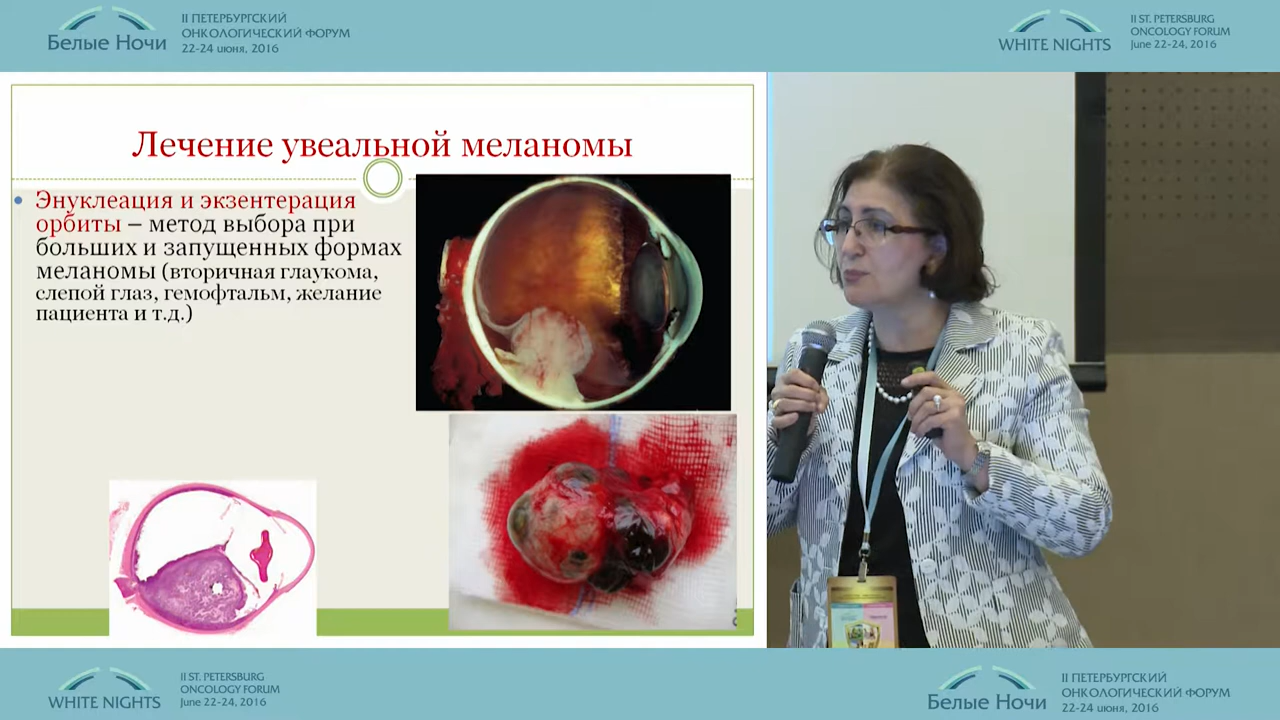 Белые Ночи
II ПЕТЕРБУРГСКИЙ
ОНКОЛОГИЧЕСКИЙ ФОРУМ
22-24 июня, 2016
WHITE NIGHTS
II ST. PETERSBURG
ONCOLOGY FORUM
June 22-24, 2016
Лечение увеальной меланомы
Энуклеация и экзентерация
орбиты – метод выбора при
больших и запущенных формах
меланомы (вторичная глаукома,
слепой глаз, гемофтальм, желание
пациента и т.д.)
WHITE NIGHTS
II ST. PETERSBURG
ONCOLOGY FORUM
June 22-24, 2016
Белые Ночи
II ПЕТЕРБУРГСКИЙ
ОНКОЛОГИЧЕСКИЙ ФОРУМ
22-24 июня, 2016